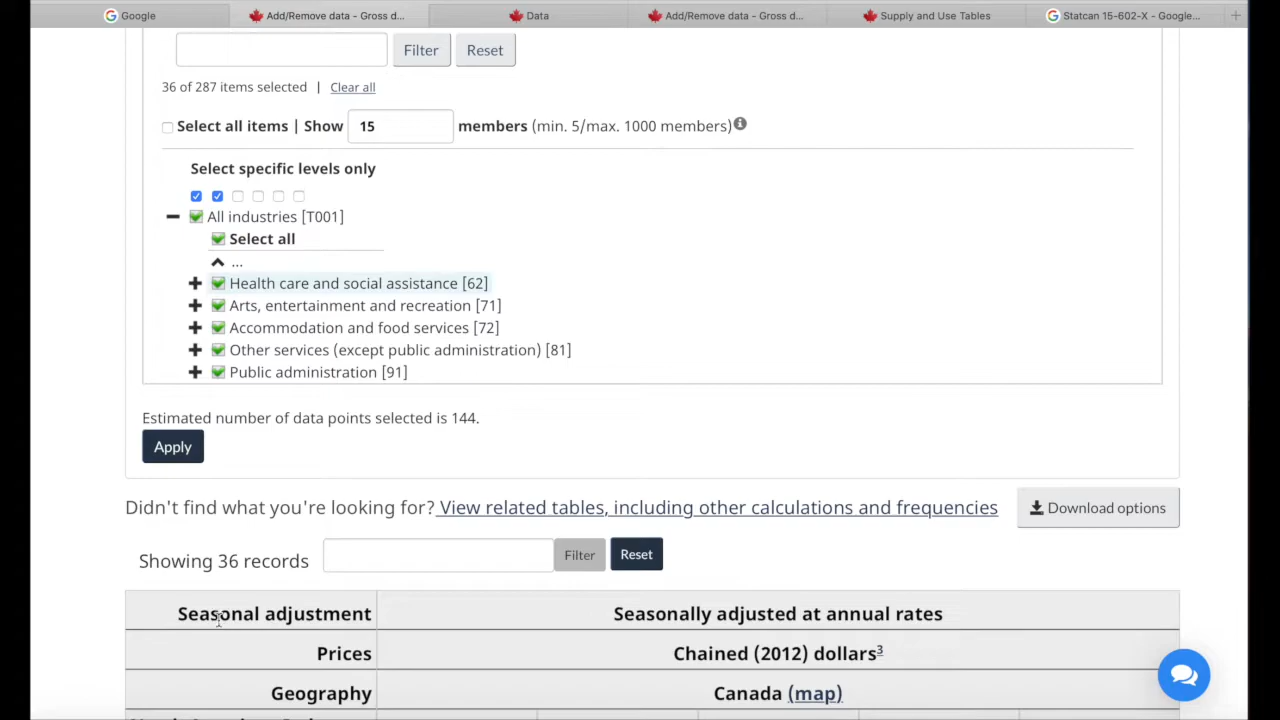 Google
Add/Remove data - Gross d...
Data
Add/Remove data - Gross d...
Supply and Use Tables
Statcan 15-602-X - Google...
Filter
Reset
36 of 287 items selected | Clear all
Select all items | Show 15 members (min. 5/max. 1000 members)
Select specific levels only
All industries [T001]
Select all
...
Health care and social assistance [62]
Arts, entertainment and recreation [71]
Accommodation and food services [72]
Other services (except public administration) [81]
Public administration [91]
Estimated number of data points selected is 144.
Apply
Didn't find what you're looking for? View related tables, including other calculations and frequencies
Download options
Showing 36 records
Filter
Reset
Seasonal adjustment
Seasonally adjusted at annual rates
Prices
Chained (2012) dollars3
Geography
Canada (map)